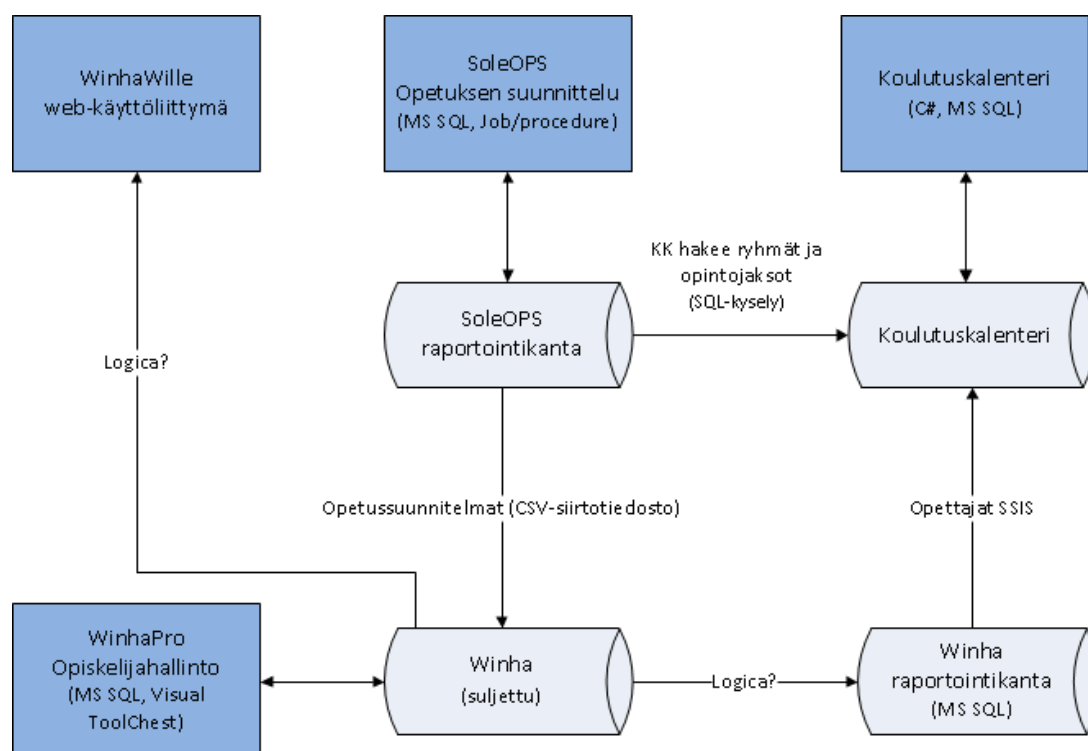 WinhaWille
web-käyttöliittymä
SoleOPS
Opetuksen suunnittelu
(MS SQL, Job/procedure)
Koulutuskalenteri
(C#, MS SQL)
KK hakee ryhmät ja
opintojaksot
(SQL-kysely)
SoleOPS
raportointikanta
Koulutuskalenteri
Logica?
Opetussuunnitelmat (CSV-siirtotiedosto)
Opettajat SSIS
WinhaPro
Opiskelijahallinto
(MS SQL, Visual
ToolChest)
Winha
(suljettu)
Logica?
Winha
raportointikanta
(MS SQL)